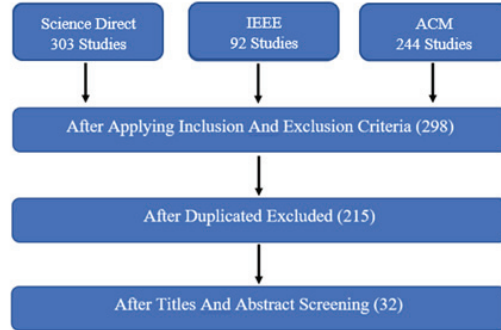 Science Direct
303 Studies
IEEE
92 Studies
ACM
244 Studies
After Applying Inclusion And Exclusion Criteria (298)
After Duplicated Excluded (215)
After Titles And Abstract Screening (32)